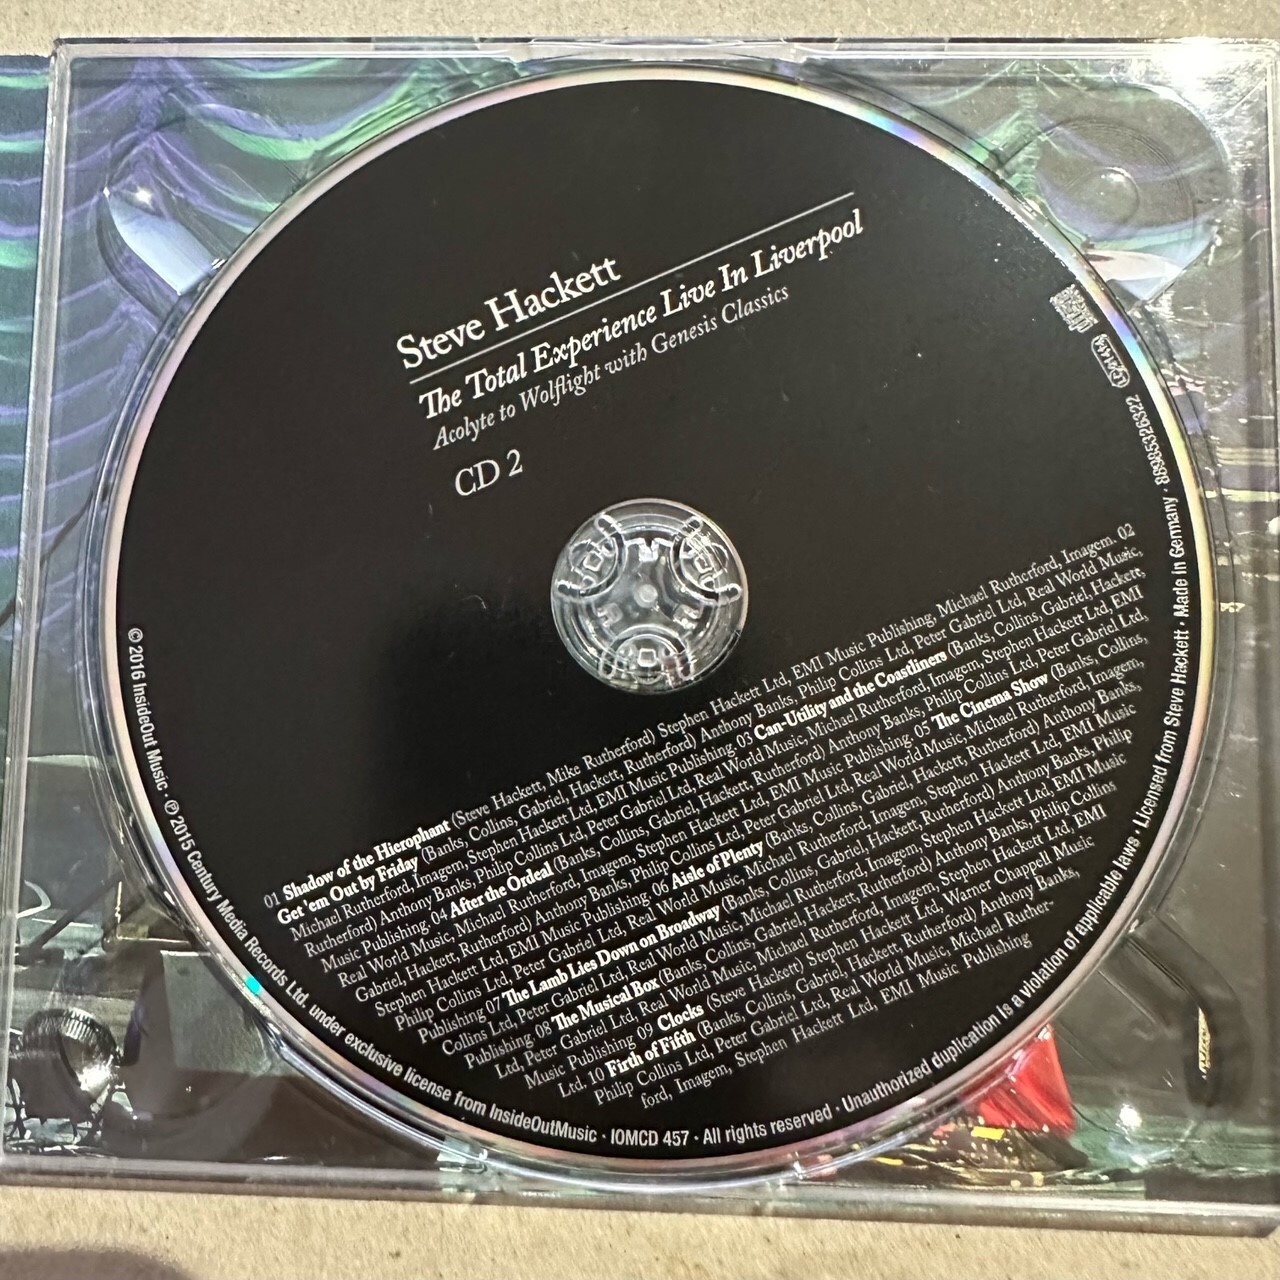 Steve Hackett
The Total Experience Live In Liverpool
Acolyte to Wolflight with Genesis Classics
CD 2
01 Shadow of the Hierophant (Steve Hackett, Mike Rutherford) Stephen Hackett Ltd, EMI Music Publishing, Michael Rutherford, Imagem. 02
Get 'em Out by Friday (Banks, Collins, Gabriel, Hackett, Rutherford) Anthony Banks, Philip Collins Ltd, Peter Gabriel Ltd, Real World Music,
Michael Rutherford, Imagem, Stephen Hackett Ltd, EMI Music Publishing. 03 Can-Utility and the Coastliners (Banks, Collins, Gabriel, Hackett,
Rutherford) Anthony Banks, Philip Collins Ltd, Peter Gabriel Ltd, Real World Music, Michael Rutherford, Imagem, Stephen Hackett Ltd, EMI
Music Publishing. 04 After the Ordeal (Banks, Collins, Gabriel, Hackett, Rutherford) Anthony Banks, Philip Collins Ltd, Peter Gabriel Ltd,
Real World Music, Michael Rutherford, Imagem, Stephen Hackett Ltd, EMI Music Publishing. 05 The Cinema Show (Banks, Collins,
Gabriel, Hackett, Rutherford) Anthony Banks, Philip Collins Ltd, Peter Gabriel Ltd, Real World Music, Michael Rutherford, Imagem,
Stephen Hackett Ltd, EMI Music Publishing. 06 Aisle of Plenty (Banks, Collins, Gabriel, Hackett, Rutherford) Anthony Banks,
Philip Collins Ltd, Peter Gabriel Ltd, Real World Music, Michael Rutherford, Imagem, Stephen Hackett Ltd, EMI Music
Publishing. 07 The Lamb Lies Down on Broadway (Banks, Collins, Gabriel, Hackett, Rutherford) Anthony Banks, Philip
Collins Ltd, Peter Gabriel Ltd, Real World Music, Michael Rutherford, Imagem, Stephen Hackett Ltd, EMI Music
Publishing. 08 The Musical Box (Banks, Collins, Gabriel, Hackett, Rutherford) Anthony Banks, Philip Collins
Ltd, Peter Gabriel Ltd, Real World Music, Michael Rutherford, Imagem, Stephen Hackett Ltd, EMI
Music Publishing. 09 Clocks (Steve Hackett) Stephen Hackett Ltd, Warner Chappell Music
Ltd. 10 Firth of Fifth (Banks, Collins, Gabriel, Hackett, Rutherford) Anthony Banks,
Philip Collins Ltd, Peter Gabriel Ltd, Real World Music, Michael Ruther-
ford, Imagem, Stephen Hackett Ltd, EMI Music Publishing
© 2016 InsideOut Music · ℗ 2015 Century Media Records Ltd. under exclusive license from InsideOutMusic · IOMCD 457 · All rights reserved · Unauthorized duplication is a violation of applicable laws · Licensed from Steve Hackett · Made in Germany · 88985326322